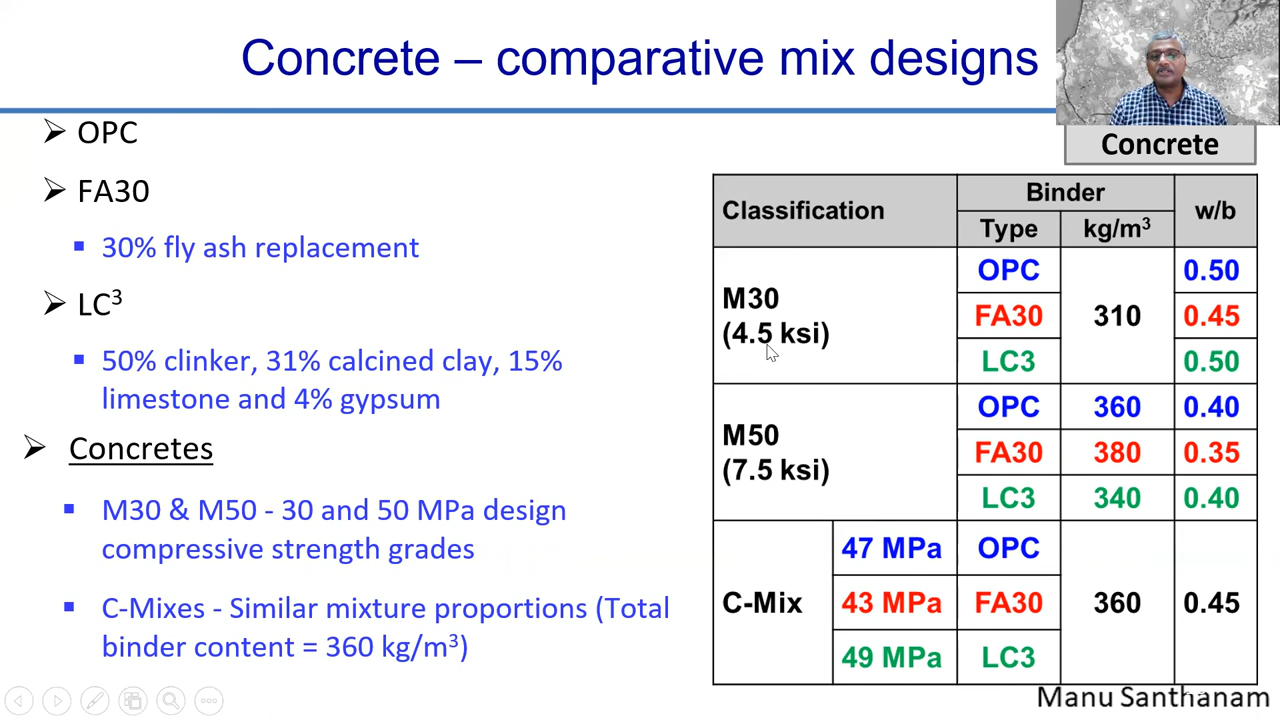 Concrete – comparative mix designs
➢ OPC
➢ FA30
▪ 30% fly ash replacement
➢ LC³
▪ 50% clinker, 31% calcined clay, 15%
limestone and 4% gypsum
➢ Concretes
▪ M30 & M50 - 30 and 50 MPa design
compressive strength grades
▪ C-Mixes - Similar mixture proportions (Total
binder content = 360 kg/m³)
Concrete
Classification Binder w/b
Type kg/m³
M30
(4.5 ksi)
OPC 310 0.50
FA30 0.45
LC3 0.50
M50
(7.5 ksi)
OPC 360 0.40
FA30 380 0.35
LC3 340 0.40
C-Mix
47 MPa OPC 360 0.45
43 MPa FA30
49 MPa LC3
Manu Santhanam